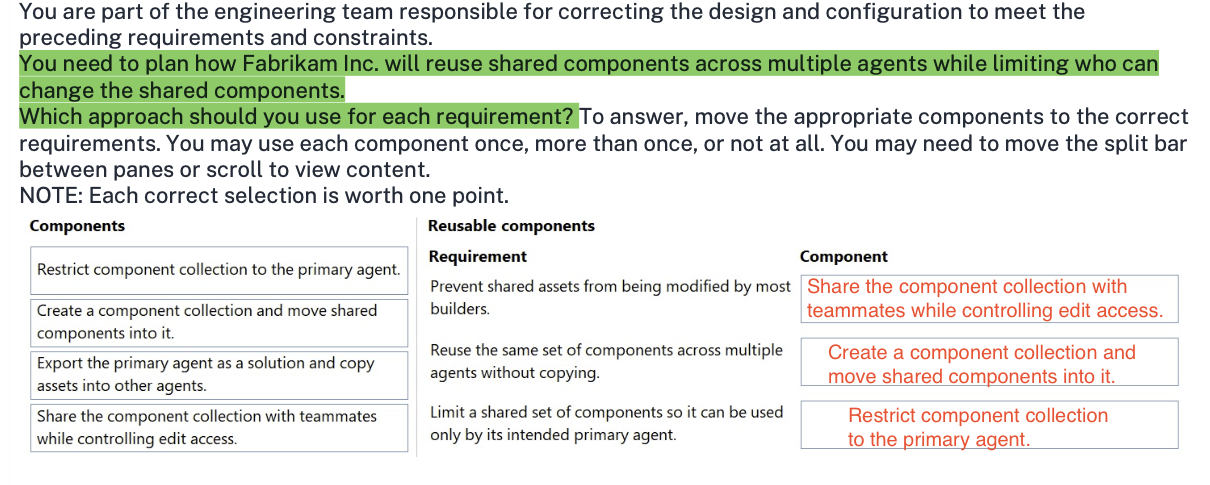 You are part of the engineering team responsible for correcting the design and configuration to meet the
preceding requirements and constraints.
You need to plan how Fabrikam Inc. will reuse shared components across multiple agents while limiting who can
change the shared components.
Which approach should you use for each requirement? To answer, move the appropriate components to the correct
requirements. You may use each component once, more than once, or not at all. You may need to move the split bar
between panes or scroll to view content.
NOTE: Each correct selection is worth one point.
Components
Restrict component collection to the primary agent.
Create a component collection and move shared
components into it.
Export the primary agent as a solution and copy
assets into other agents.
Share the component collection with teammates
while controlling edit access.
Reusable components
Requirement
Component
Prevent shared assets from being modified by most
builders.
Share the component collection with
teammates while controlling edit access.
Reuse the same set of components across multiple
agents without copying.
Create a component collection and
move shared components into it.
Limit a shared set of components so it can be used
only by its intended primary agent.
Restrict component collection
to the primary agent.